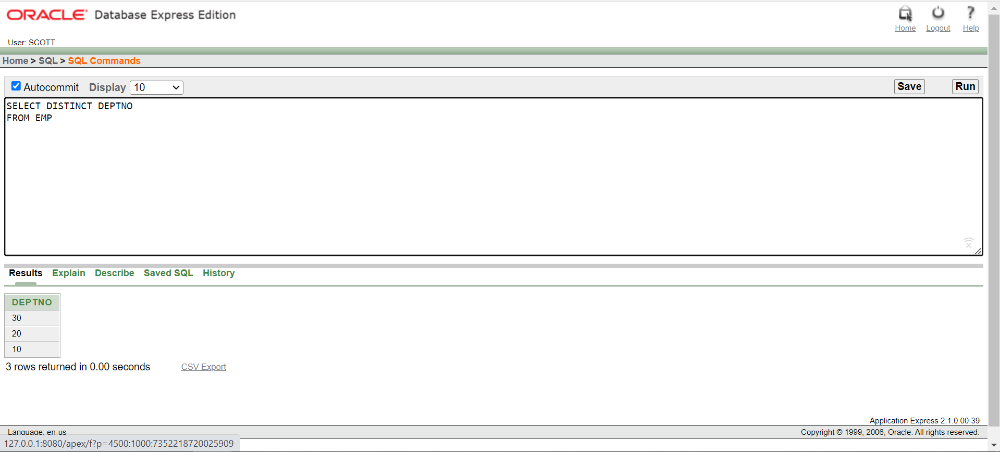 ORACLE Database Express Edition
Home Logout Help
User: SCOTT
Home > SQL > SQL Commands
Autocommit Display 10 Save Run
SELECT DISTINCT DEPTNO
FROM EMP
Results Explain Describe Saved SQL History
DEPTNO
30
20
10
3 rows returned in 0.00 seconds CSV Export
Application Express 2.1.0.00.39
Language: en-us Copyright © 1999, 2006, Oracle. All rights reserved.
127.0.0.1:8080/apex/f?p=4500:1000:7352218720025909